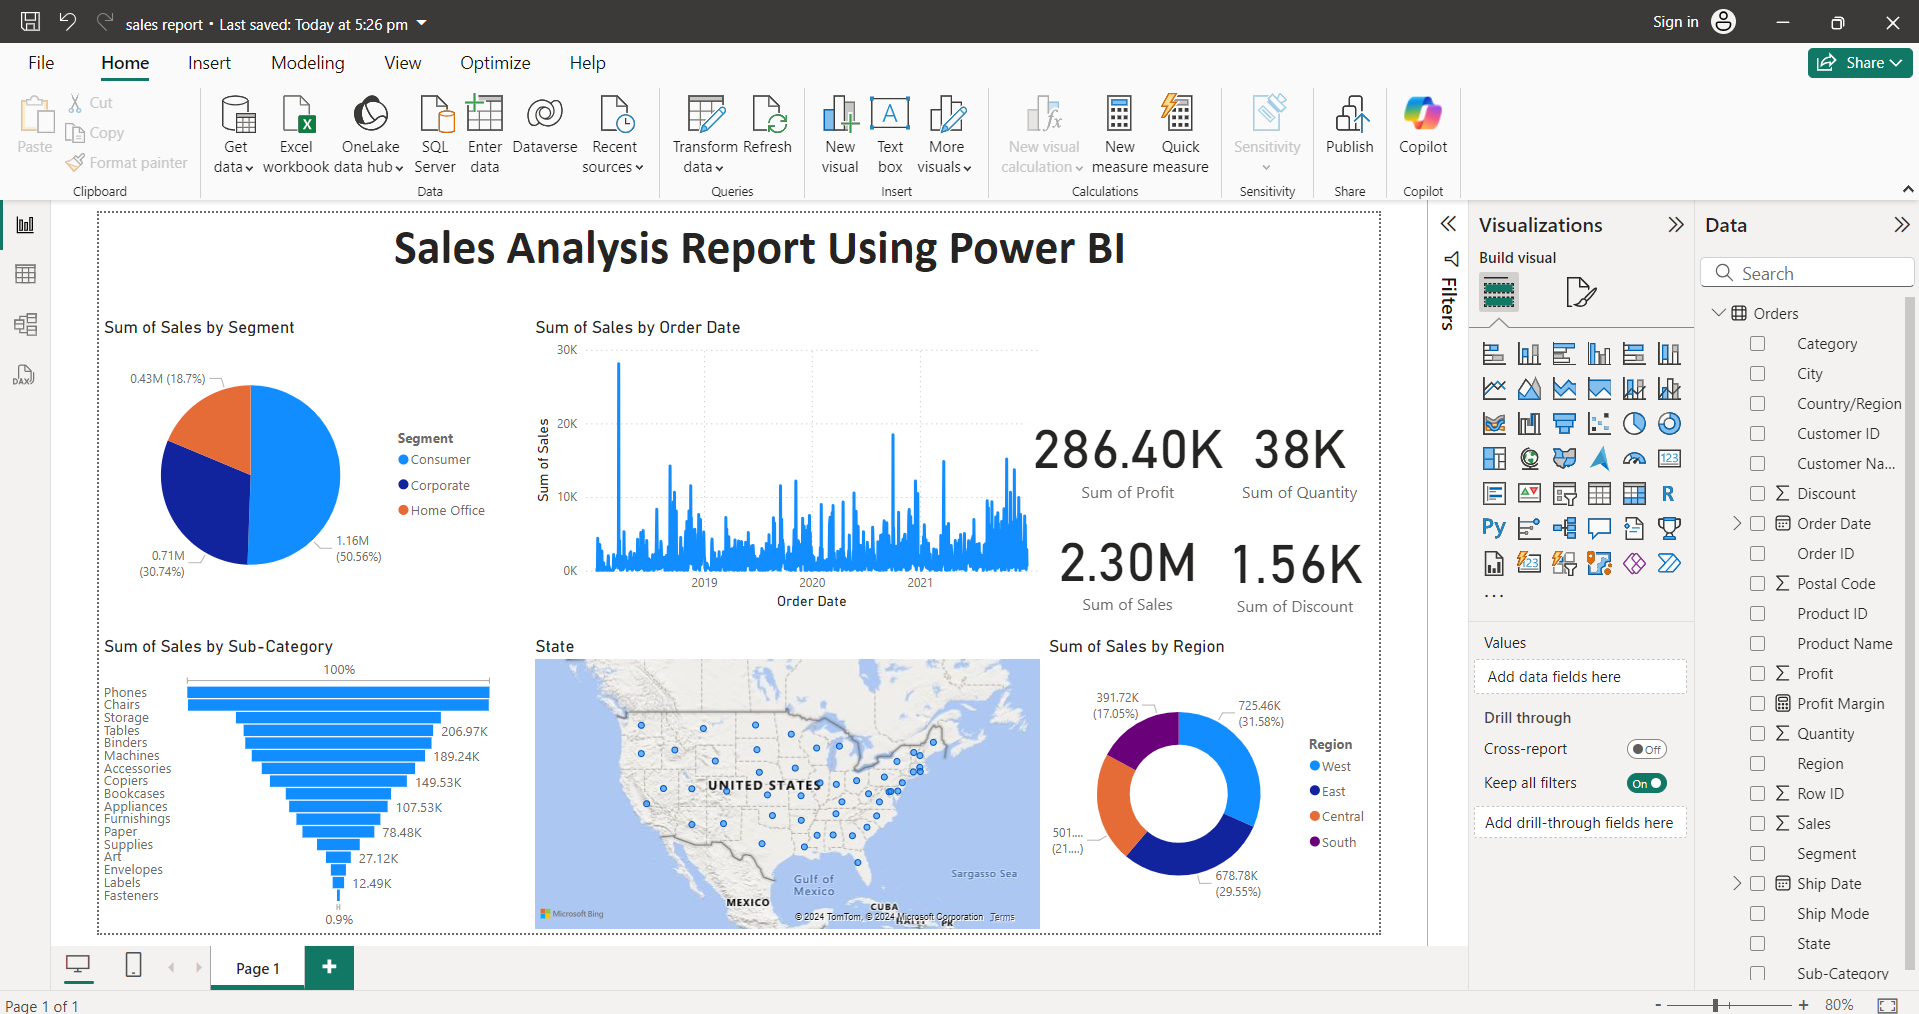 sales report • Last saved: Today at 5:26 pm
Sign in
File
Home
Insert
Modeling
View
Optimize
Help
Share
Paste
Cut
Copy
Format painter
Clipboard
Get data
Excel workbook
OneLake data hub
SQL Server
Enter data
Dataverse
Recent sources
Data
Transform data
Refresh
Queries
New visual
Text box
More visuals
Insert
New visual calculation
New measure
Quick measure
Calculations
Sensitivity
Sensitivity
Publish
Share
Copilot
Copilot
Sales Analysis Report Using Power BI
Sum of Sales by Segment
0.43M (18.7%)
0.71M
(30.74%)
1.16M
(50.56%)
Segment
Consumer
Corporate
Home Office
Sum of Sales by Order Date
Sum of Sales
30K
20K
10K
0K
2019
2020
2021
Order Date
286.40K
Sum of Profit
38K
Sum of Quantity
2.30M
Sum of Sales
1.56K
Sum of Discount
Sum of Sales by Sub-Category
100%
Phones
Chairs
Storage
Tables
206.97K
Binders
Machines
189.24K
Accessories
Copiers
149.53K
Bookcases
Appliances
107.53K
Furnishings
Paper
78.48K
Supplies
Art
27.12K
Envelopes
Labels
12.49K
Fasteners
0.9%
State
UNITED STATES
MEXICO
Gulf of
Mexico
Sargasso Sea
CUBA
Microsoft Bing
© 2024 TomTom, © 2024 Microsoft Corporation Terms
Sum of Sales by Region
391.72K
(17.05%)
725.46K
(31.58%)
501....
(21....)
678.78K
(29.55%)
Region
West
East
Central
South
Filters
Visualizations
Build visual
123
R
Py
123
...
Values
Add data fields here
Drill through
Cross-report
Off
Keep all filters
On
Add drill-through fields here
Data
Search
Orders
Category
City
Country/Region
Customer ID
Customer Na...
Discount
Order Date
Order ID
Postal Code
Product ID
Product Name
Profit
Profit Margin
Quantity
Region
Row ID
Sales
Segment
Ship Date
Ship Mode
State
Sub-Category
DAX
Page 1
Page 1 of 1
- + 80%